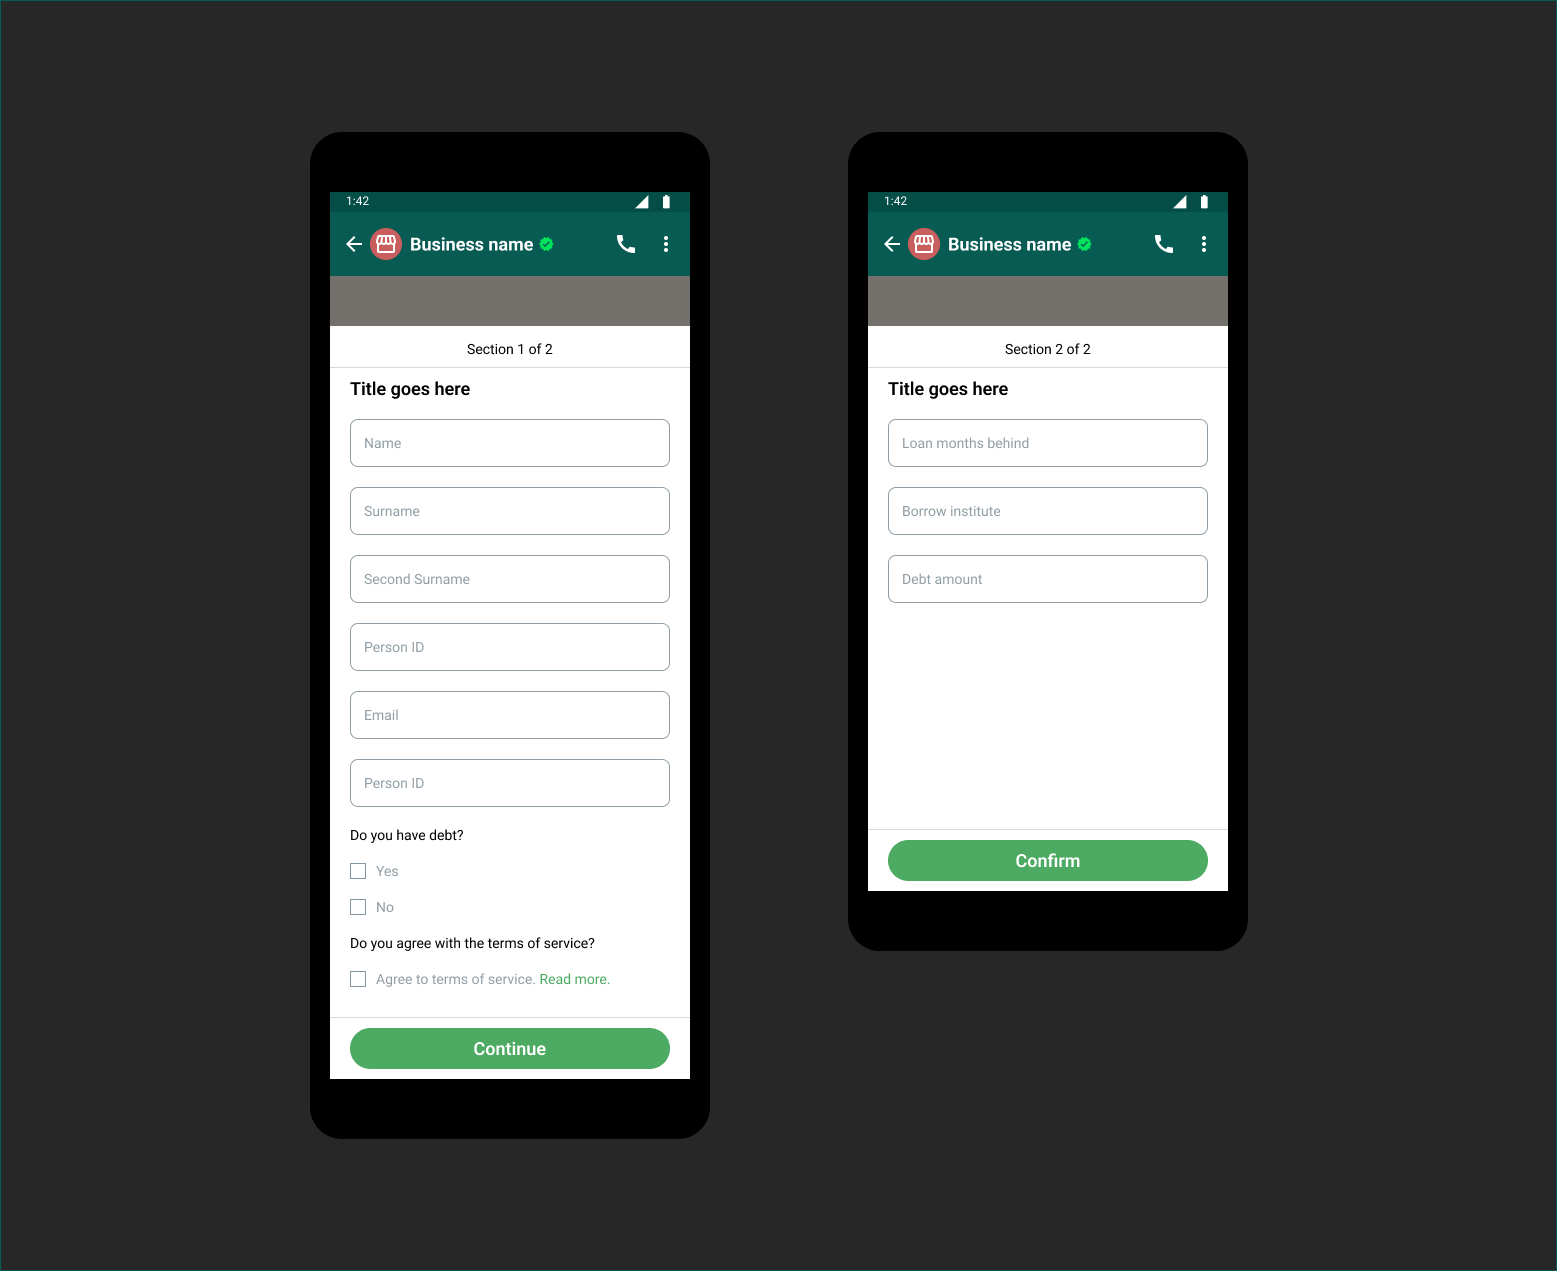 1:42
Business name
Section 1 of 2
Title goes here
Name
Surname
Second Surname
Person ID
Email
Person ID
Do you have debt?
Yes
No
Do you agree with the terms of service?
Agree to terms of service. Read more.
Continue
1:42
Business name
Section 2 of 2
Title goes here
Loan months behind
Borrow institute
Debt amount
Confirm